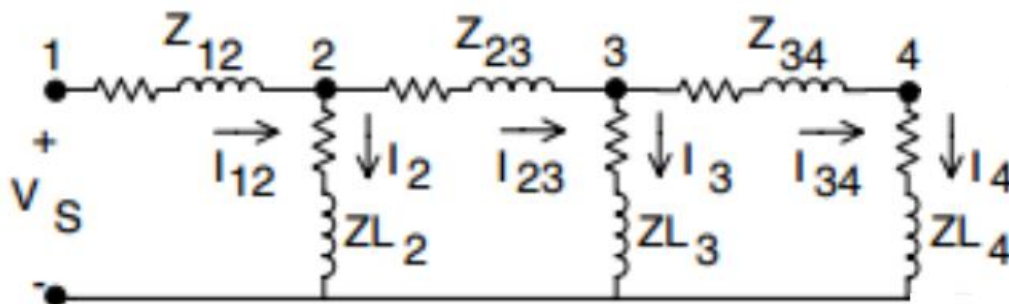 1 Z12 2 Z23 3 Z34 4
+ I12 I2 I23 I3 I34 I4
VS ZL2 ZL3 ZL4
-